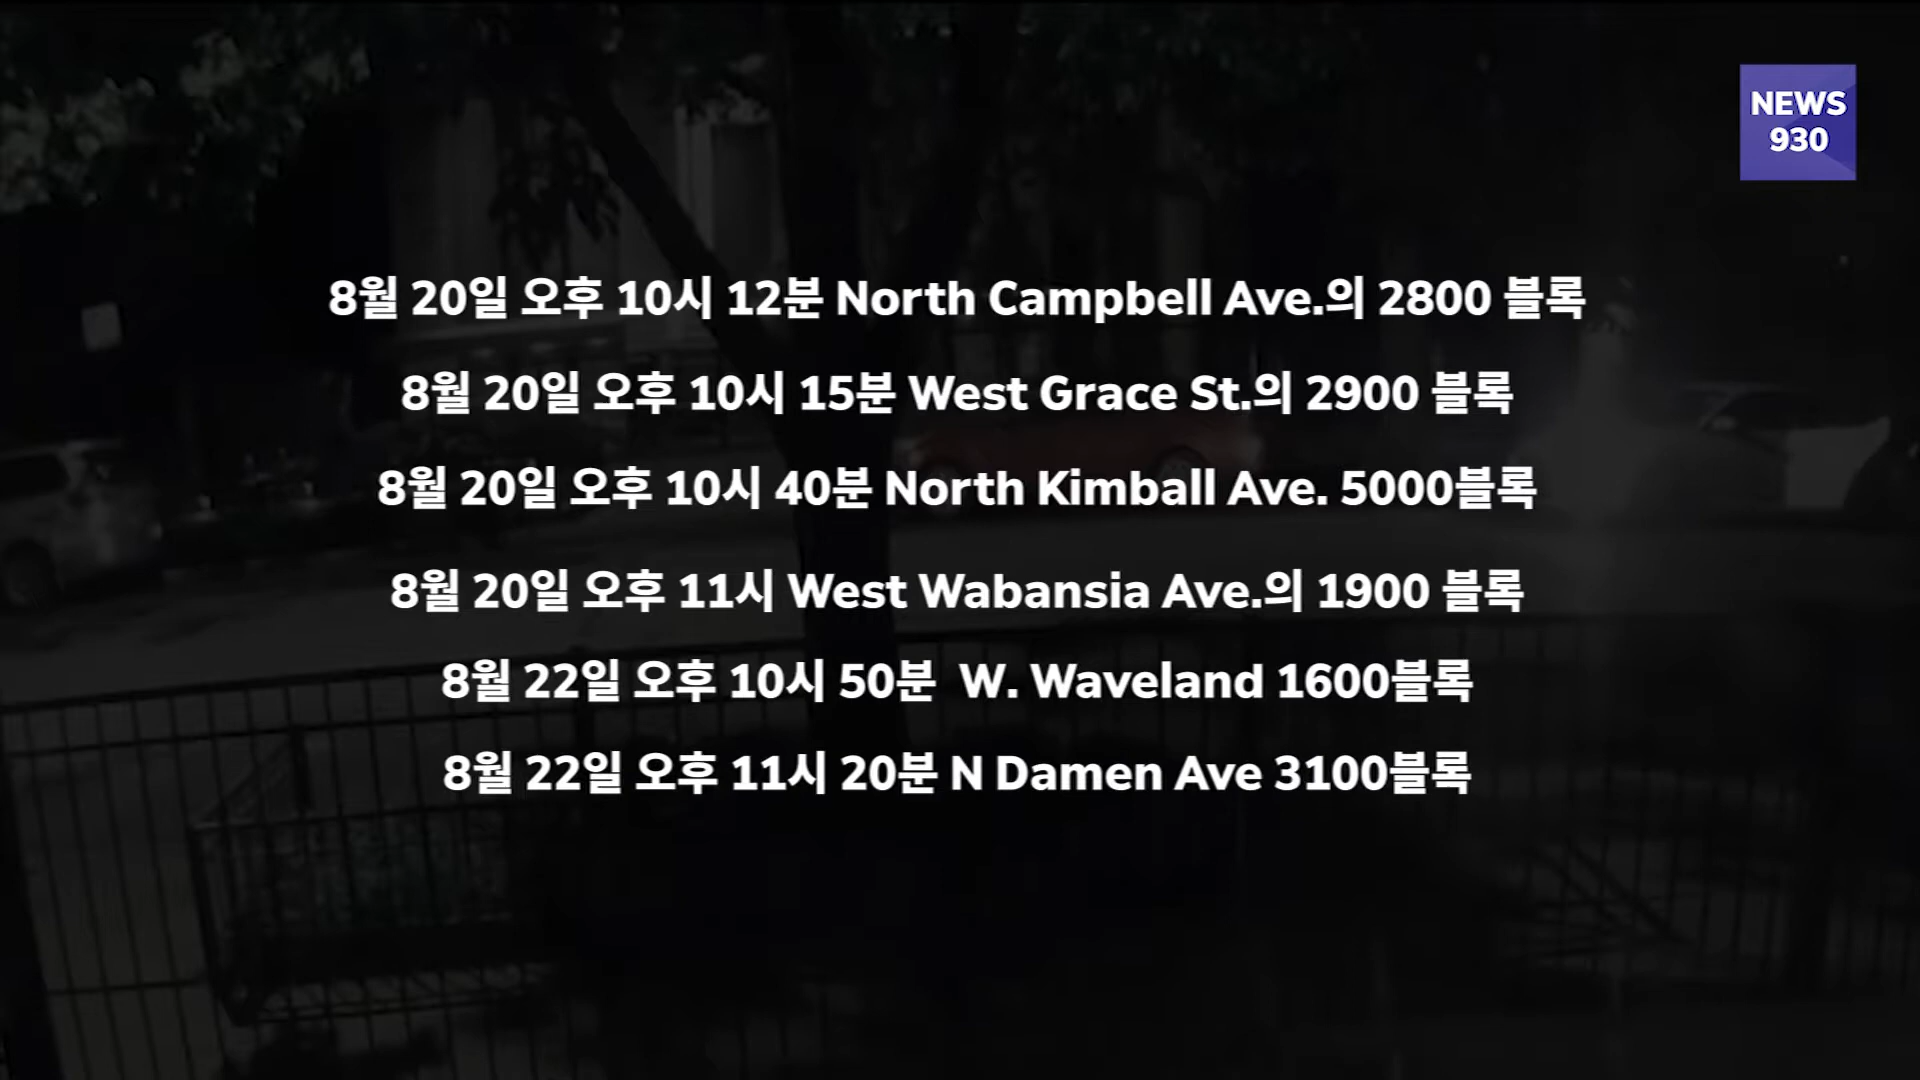 NEWS
930
8월 20일 오후 10시 12분 North Campbell Ave.의 2800 블록
8월 20일 오후 10시 15분 West Grace St.의 2900 블록
8월 20일 오후 10시 40분 North Kimball Ave. 5000블록
8월 20일 오후 11시 West Wabansia Ave.의 1900 블록
8월 22일 오후 10시 50분  W. Waveland 1600블록
8월 22일 오후 11시 20분 N Damen Ave 3100블록